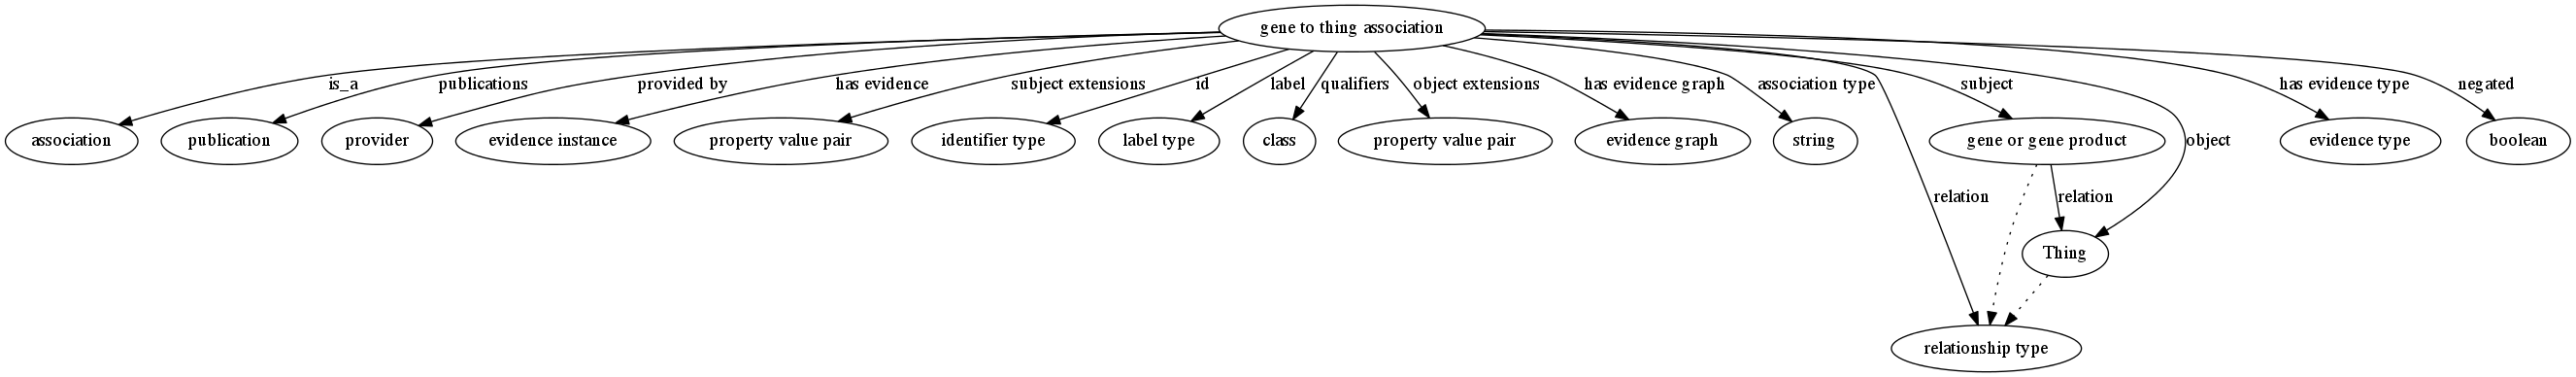 gene to thing association
is_a
publications
provided by
has evidence
subject extensions
id
label
qualifiers
object extensions
has evidence graph
association type
subject
has evidence type
negated
association
publication
provider
evidence instance
property value pair
identifier type
label type
class
property value pair
evidence graph
string
gene or gene product
object
evidence type
boolean
relation
relation
Thing
relationship type